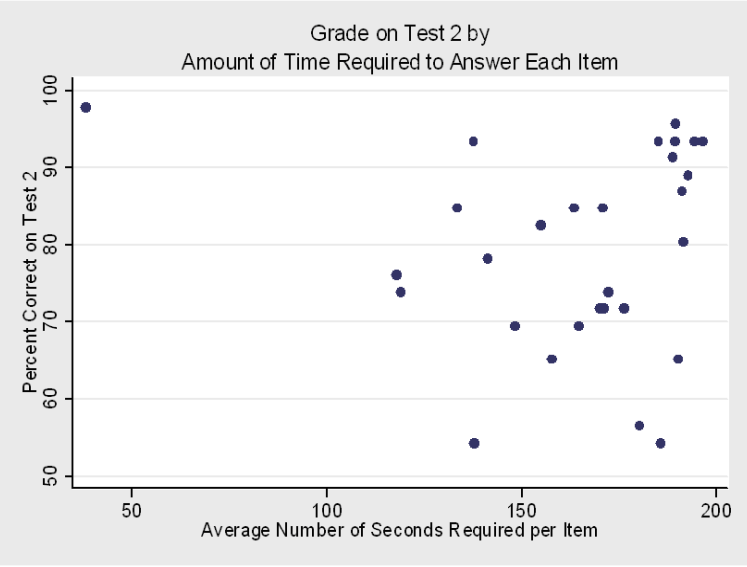 Grade on Test 2 by
Amount of Time Required to Answer Each Item
Percent Correct on Test 2
100
90
80
70
60
50
50
100
150
200
Average Number of Seconds Required per Item